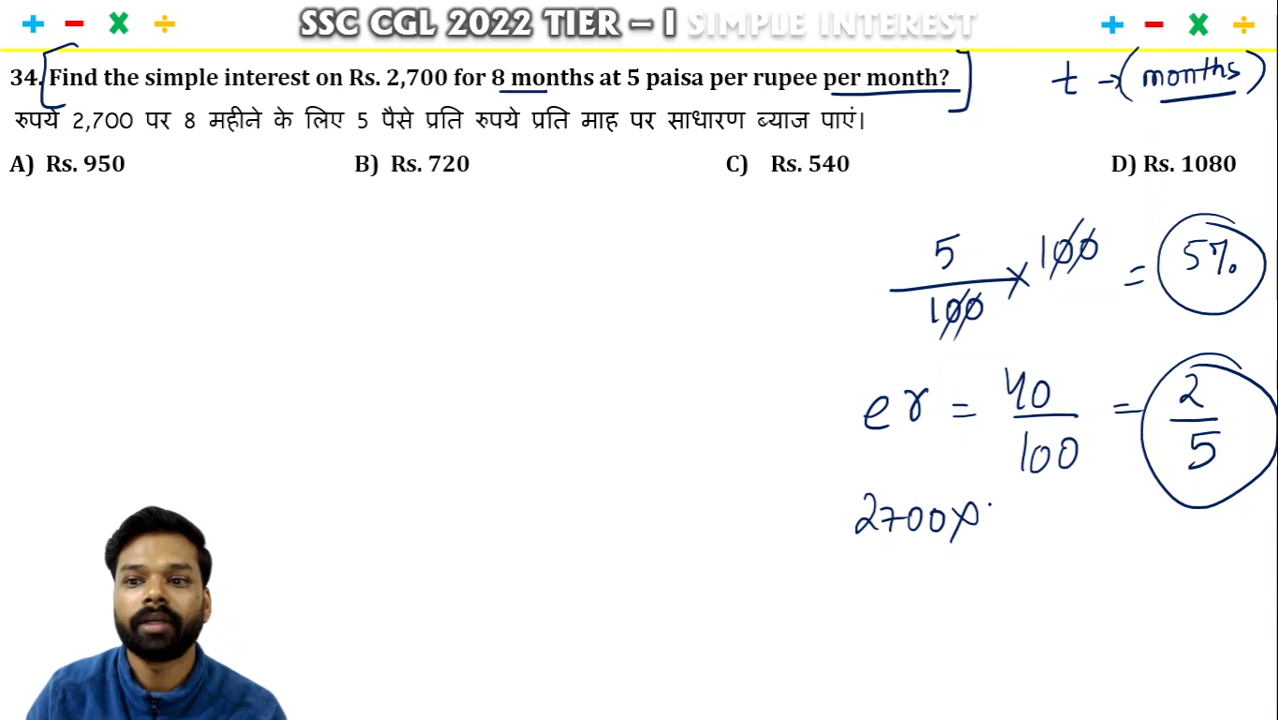 SSC CGL 2022 TIER – I SIMPLE INTEREST
34. Find the simple interest on Rs. 2,700 for 8 months at 5 paisa per rupee per month?
t → (months)
रुपये 2,700 पर 8 महीने के लिए 5 पैसे प्रति रुपये प्रति माह पर साधारण ब्याज पाएं।
A) Rs. 950 B) Rs. 720 C) Rs. 540 D) Rs. 1080
5/100 × 100 = 5%
er = 40/100 = 2/5
2700×